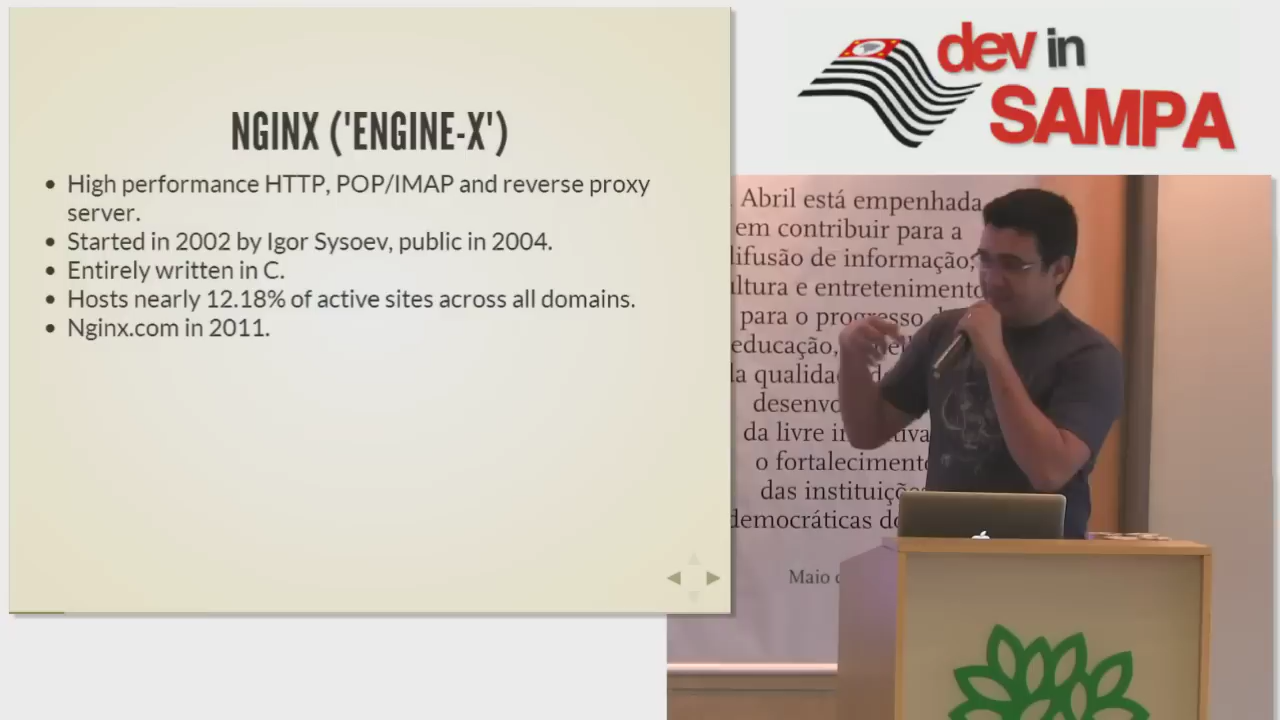 NGINX ('ENGINE-X')
• High performance HTTP, POP/IMAP and reverse proxy
server.
• Started in 2002 by Igor Sysoev, public in 2004.
• Entirely written in C.
• Hosts nearly 12.18% of active sites across all domains.
• Nginx.com in 2011.
dev in
SAMPA
Abril está empenhada
em contribuir para a
difusão de informação,
cultura e entretenimento
para o progresso
educação,
da qualidade
da livre iniciativa
o fortalecimento
das instituições
democráticas
Maio